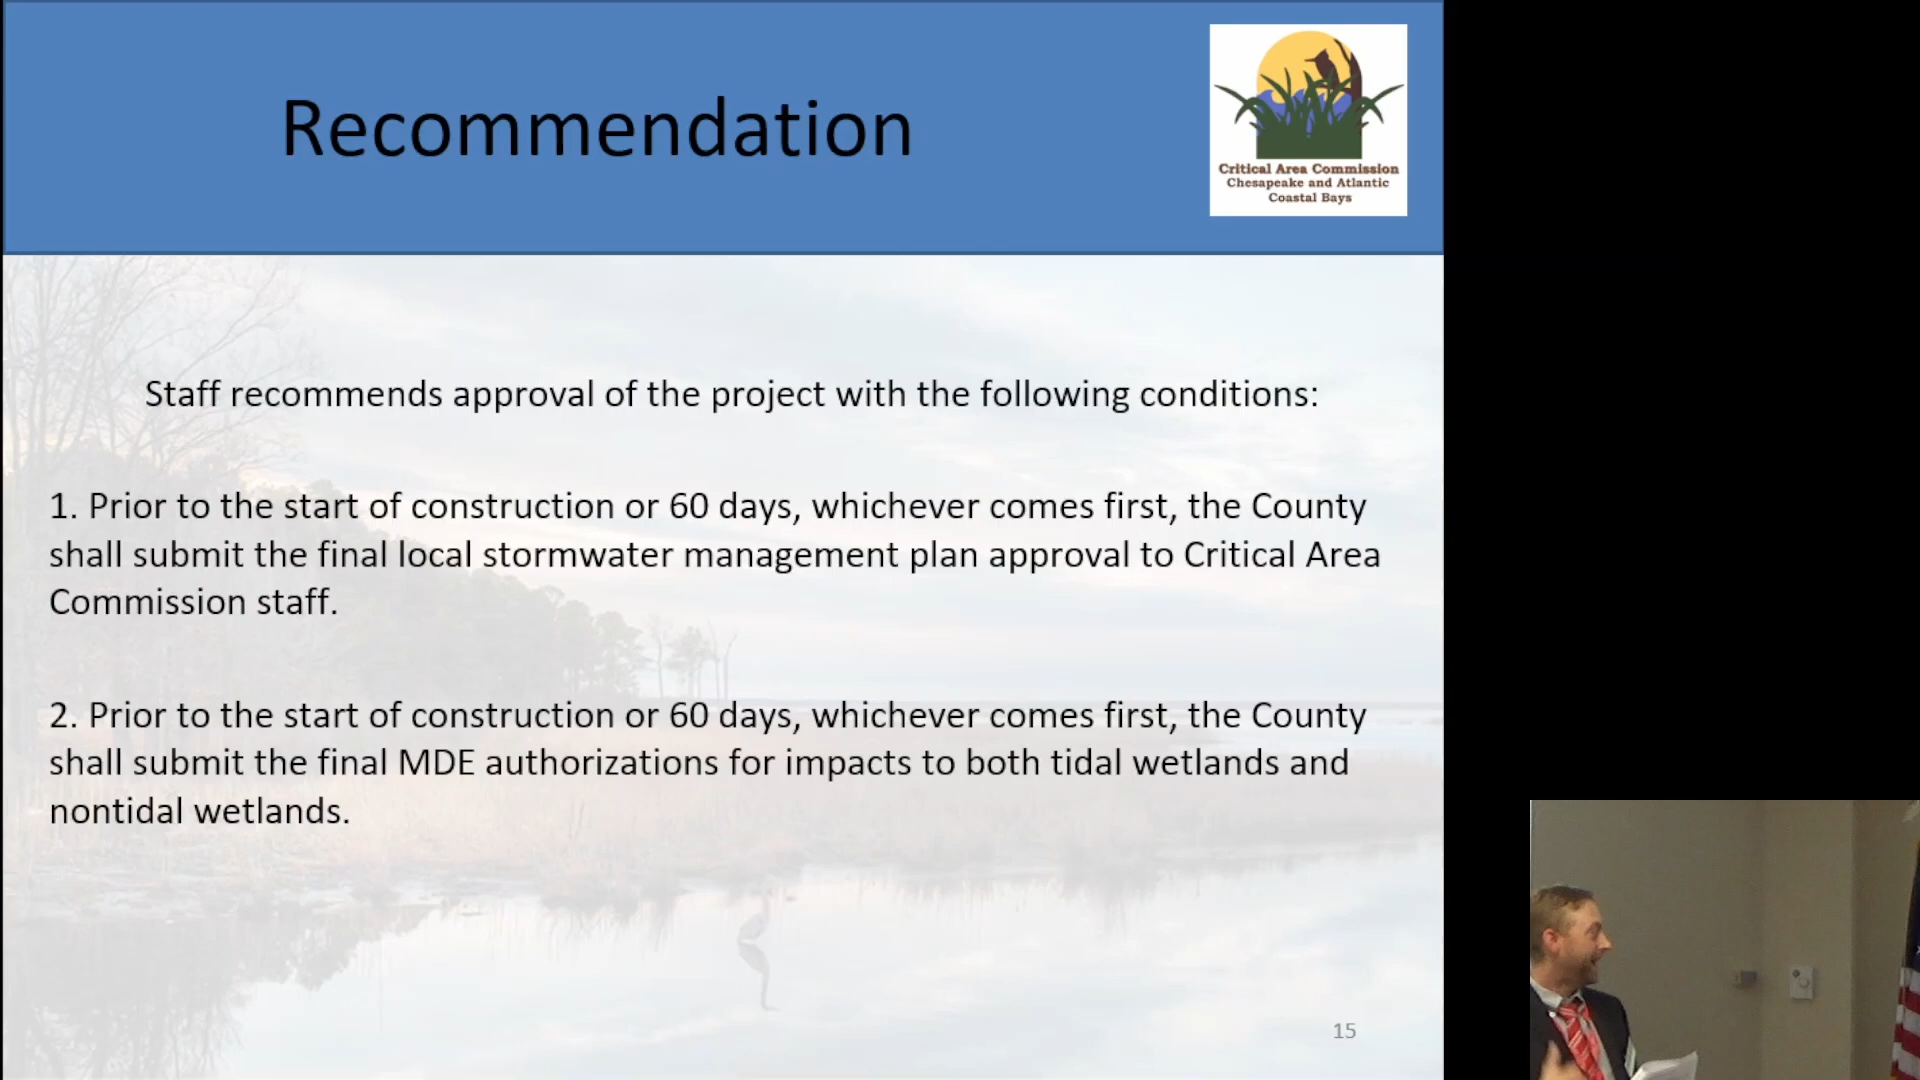 Recommendation
Critical Area Commission
Chesapeake and Atlantic
Coastal Bays
Staff recommends approval of the project with the following conditions:
1. Prior to the start of construction or 60 days, whichever comes first, the County
shall submit the final local stormwater management plan approval to Critical Area
Commission staff.
2. Prior to the start of construction or 60 days, whichever comes first, the County
shall submit the final MDE authorizations for impacts to both tidal wetlands and
nontidal wetlands.
15